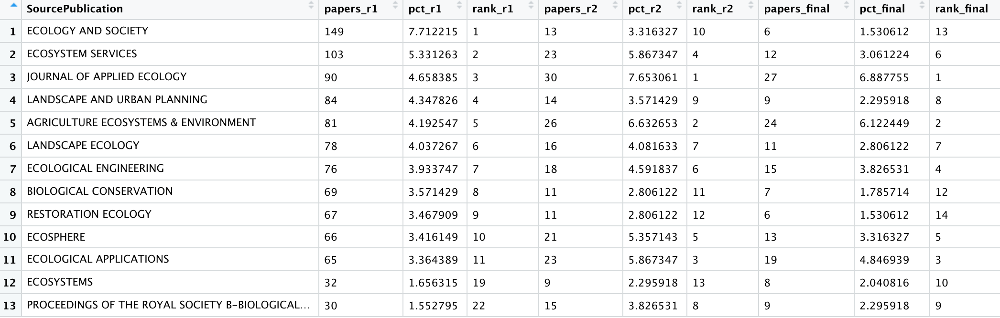 SourcePublication papers_r1 pct_r1 rank_r1 papers_r2 pct_r2 rank_r2 papers_final pct_final rank_final
1 ECOLOGY AND SOCIETY 149 7.712215 1 13 3.316327 10 6 1.530612 13
2 ECOSYSTEM SERVICES 103 5.331263 2 23 5.867347 4 12 3.061224 6
3 JOURNAL OF APPLIED ECOLOGY 90 4.658385 3 30 7.653061 1 27 6.887755 1
4 LANDSCAPE AND URBAN PLANNING 84 4.347826 4 14 3.571429 9 9 2.295918 8
5 AGRICULTURE ECOSYSTEMS & ENVIRONMENT 81 4.192547 5 26 6.632653 2 24 6.122449 2
6 LANDSCAPE ECOLOGY 78 4.037267 6 16 4.081633 7 11 2.806122 7
7 ECOLOGICAL ENGINEERING 76 3.933747 7 18 4.591837 6 15 3.826531 4
8 BIOLOGICAL CONSERVATION 69 3.571429 8 11 2.806122 11 7 1.785714 12
9 RESTORATION ECOLOGY 67 3.467909 9 11 2.806122 12 6 1.530612 14
10 ECOSPHERE 66 3.416149 10 21 5.357143 5 13 3.316327 5
11 ECOLOGICAL APPLICATIONS 65 3.364389 11 23 5.867347 3 19 4.846939 3
12 ECOSYSTEMS 32 1.656315 19 9 2.295918 13 8 2.040816 10
13 PROCEEDINGS OF THE ROYAL SOCIETY B-BIOLOGICAL... 30 1.552795 22 15 3.826531 8 9 2.295918 9